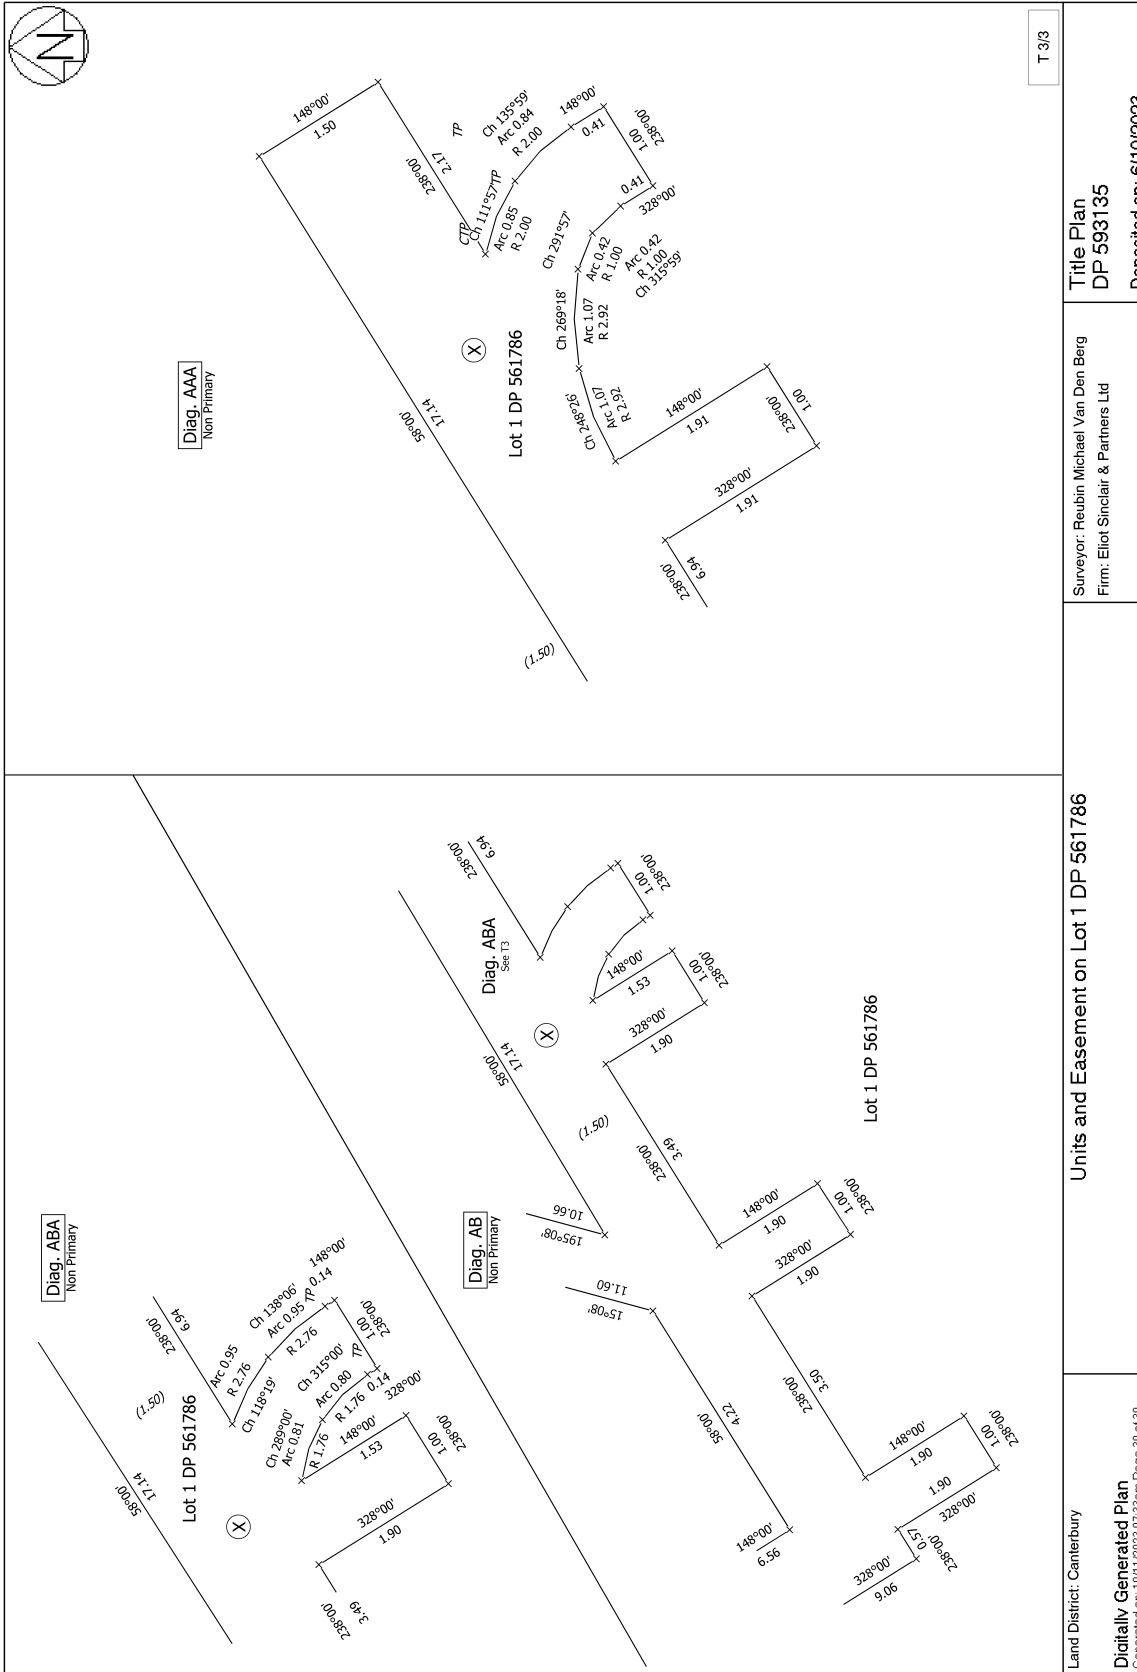 N
T 3/3
Diag. AAA
Non Primary
148°00'
1.50
238°00'
2.17
TP
CTP
Ch 111°57'
TP
Arc 0.85
R 2.00
Ch 135°59'
Arc 0.84
R 2.00
148°00'
0.41
238°00'
1.00
0.41
328°00'
Ch 291°57'
Arc 0.42
R 1.00
Arc 0.42
R 1.00
Ch 315°59'
Ch 269°18'
Arc 1.07
R 2.92
Ch 248°26'
Arc 1.07
R 2.92
148°00'
1.91
238°00'
1.00
328°00'
1.91
238°00'
6.94
58°00'
17.14
X
Lot 1 DP 561786
(1.50)
Diag. ABA
Non Primary
58°00'
17.14
(1.50)
Lot 1 DP 561786
X
238°00'
6.94
Arc 0.95
R 2.76
Ch 118°19'
Ch 138°06'
Arc 0.95
R 2.76
TP
148°00'
0.14
238°00'
1.00
TP
0.14
328°00'
Ch 315°00'
Arc 0.80
R 1.76
Ch 289°00'
Arc 0.81
R 1.76
148°00'
1.53
238°00'
1.00
328°00'
1.90
238°00'
3.49
Diag. AB
Non Primary
58°00'
17.14
195°08'
10.66
15°08'
11.60
X
(1.50)
Diag. ABA
See T3
238°00'
6.94
238°00'
1.00
148°00'
1.53
238°00'
1.00
328°00'
1.90
238°00'
3.49
148°00'
1.90
238°00'
1.00
328°00'
1.90
238°00'
3.50
148°00'
1.90
238°00'
1.00
328°00'
1.90
238°00'
0.57
328°00'
9.06
148°00'
6.56
58°00'
4.22
Lot 1 DP 561786
Land District: Canterbury
Digitally Generated Plan
Units and Easement on Lot 1 DP 561786
Surveyor: Reubin Michael Van Den Berg
Firm: Eliot Sinclair & Partners Ltd
Title Plan
DP 593135
Deposited on: 6/10/2023